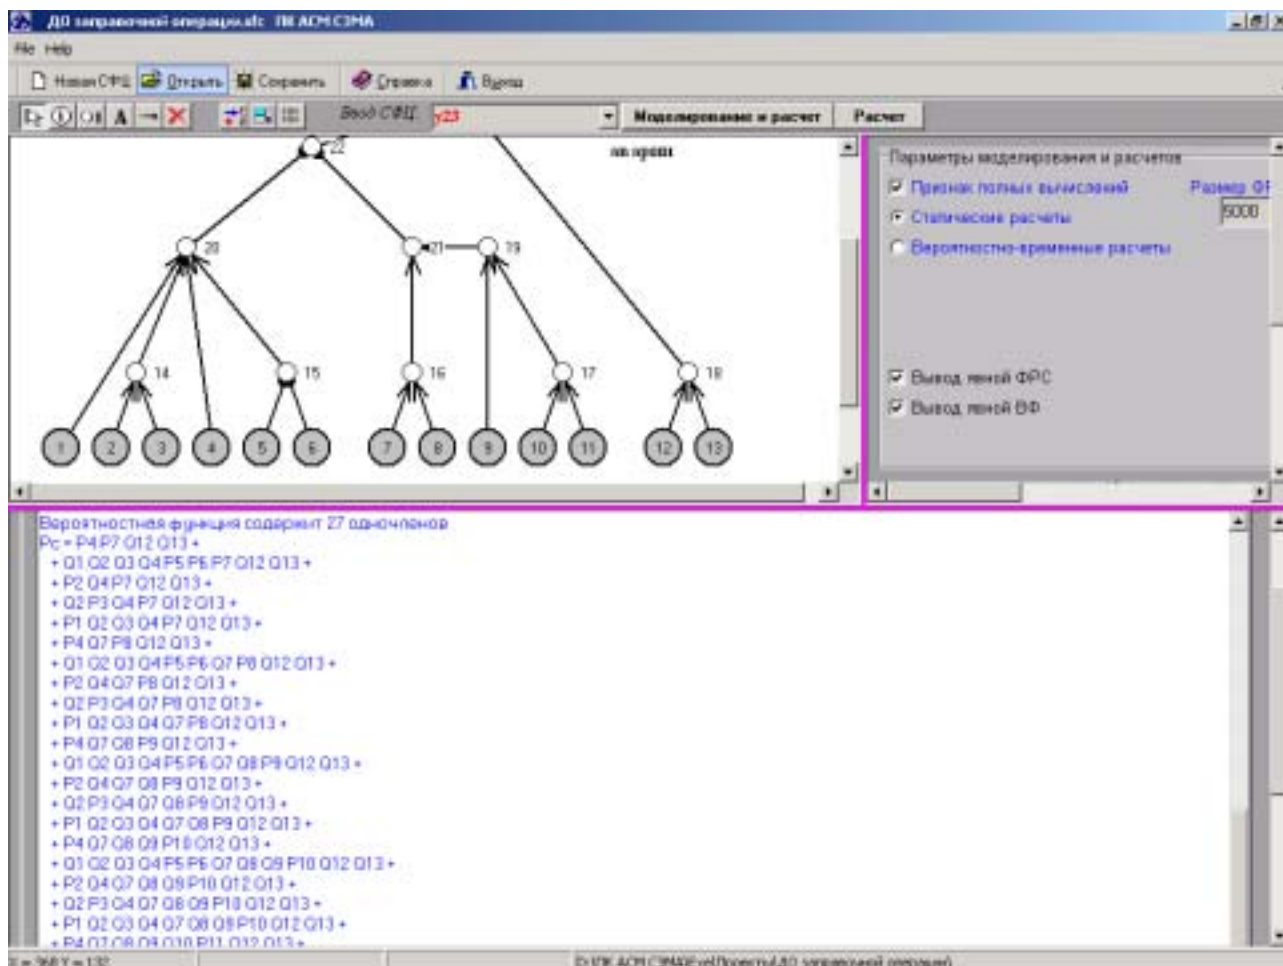 ДО заправочной операции.sfc ПК АСМ СЗМА
File Help
Новая СФЦ Открыть Сохранить Справка Выход
A Ввод СФЦ y23 Моделирование и расчет Расчет
22
Параметры моделирования и расчетов
Признак полных вычислений
Статические расчеты
Вероятностно-временные расчеты
5000
Вывод явной ФРС
Вывод явной ВФ
20 21 19
14 15 16 17 18
1 2 3 4 5 6 7 8 9 10 11 12 13
Вероятностная функция содержит 27 одночленов
Pc = P4 P7 Q12 Q13 +
+ Q1 Q2 Q3 Q4 P5 P6 P7 Q12 Q13 +
+ P2 Q4 P7 Q12 Q13 +
+ Q2 P3 Q4 P7 Q12 Q13 +
+ P1 Q2 Q3 Q4 P7 Q12 Q13 +
+ P4 Q7 P8 Q12 Q13 +
+ Q1 Q2 Q3 Q4 P5 P6 Q7 P8 Q12 Q13 +
+ P2 Q4 Q7 P8 Q12 Q13 +
+ Q2 P3 Q4 Q7 P8 Q12 Q13 +
+ P1 Q2 Q3 Q4 Q7 P8 Q12 Q13 +
+ P4 Q7 Q8 P9 Q12 Q13 +
+ Q1 Q2 Q3 Q4 P5 P6 Q7 Q8 P9 Q12 Q13 +
+ P2 Q4 Q7 Q8 P9 Q12 Q13 +
+ Q2 P3 Q4 Q7 Q8 P9 Q12 Q13 +
+ P1 Q2 Q3 Q4 Q7 Q8 P9 Q12 Q13 +
+ P4 Q7 Q8 Q9 P10 Q12 Q13 +
+ Q1 Q2 Q3 Q4 P5 P6 Q7 Q8 Q9 P10 Q12 Q13 +
+ P2 Q4 Q7 Q8 Q9 P10 Q12 Q13 +
+ Q2 P3 Q4 Q7 Q8 Q9 P10 Q12 Q13 +
+ P1 Q2 Q3 Q4 Q7 Q8 Q9 P10 Q12 Q13 +
+ P4 Q7 Q8 Q9 Q10 P11 Q12 Q13 +
X = 368 Y = 132